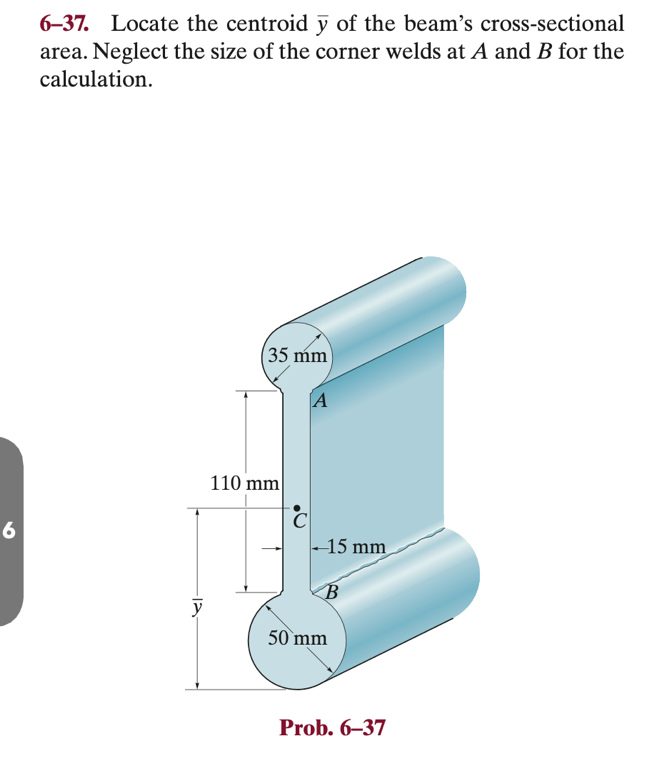 6–37. Locate the centroid ȳ of the beam's cross-sectional
area. Neglect the size of the corner welds at A and B for the
calculation.
35 mm
A
110 mm
C
6
15 mm
B
ȳ
50 mm
Prob. 6–37